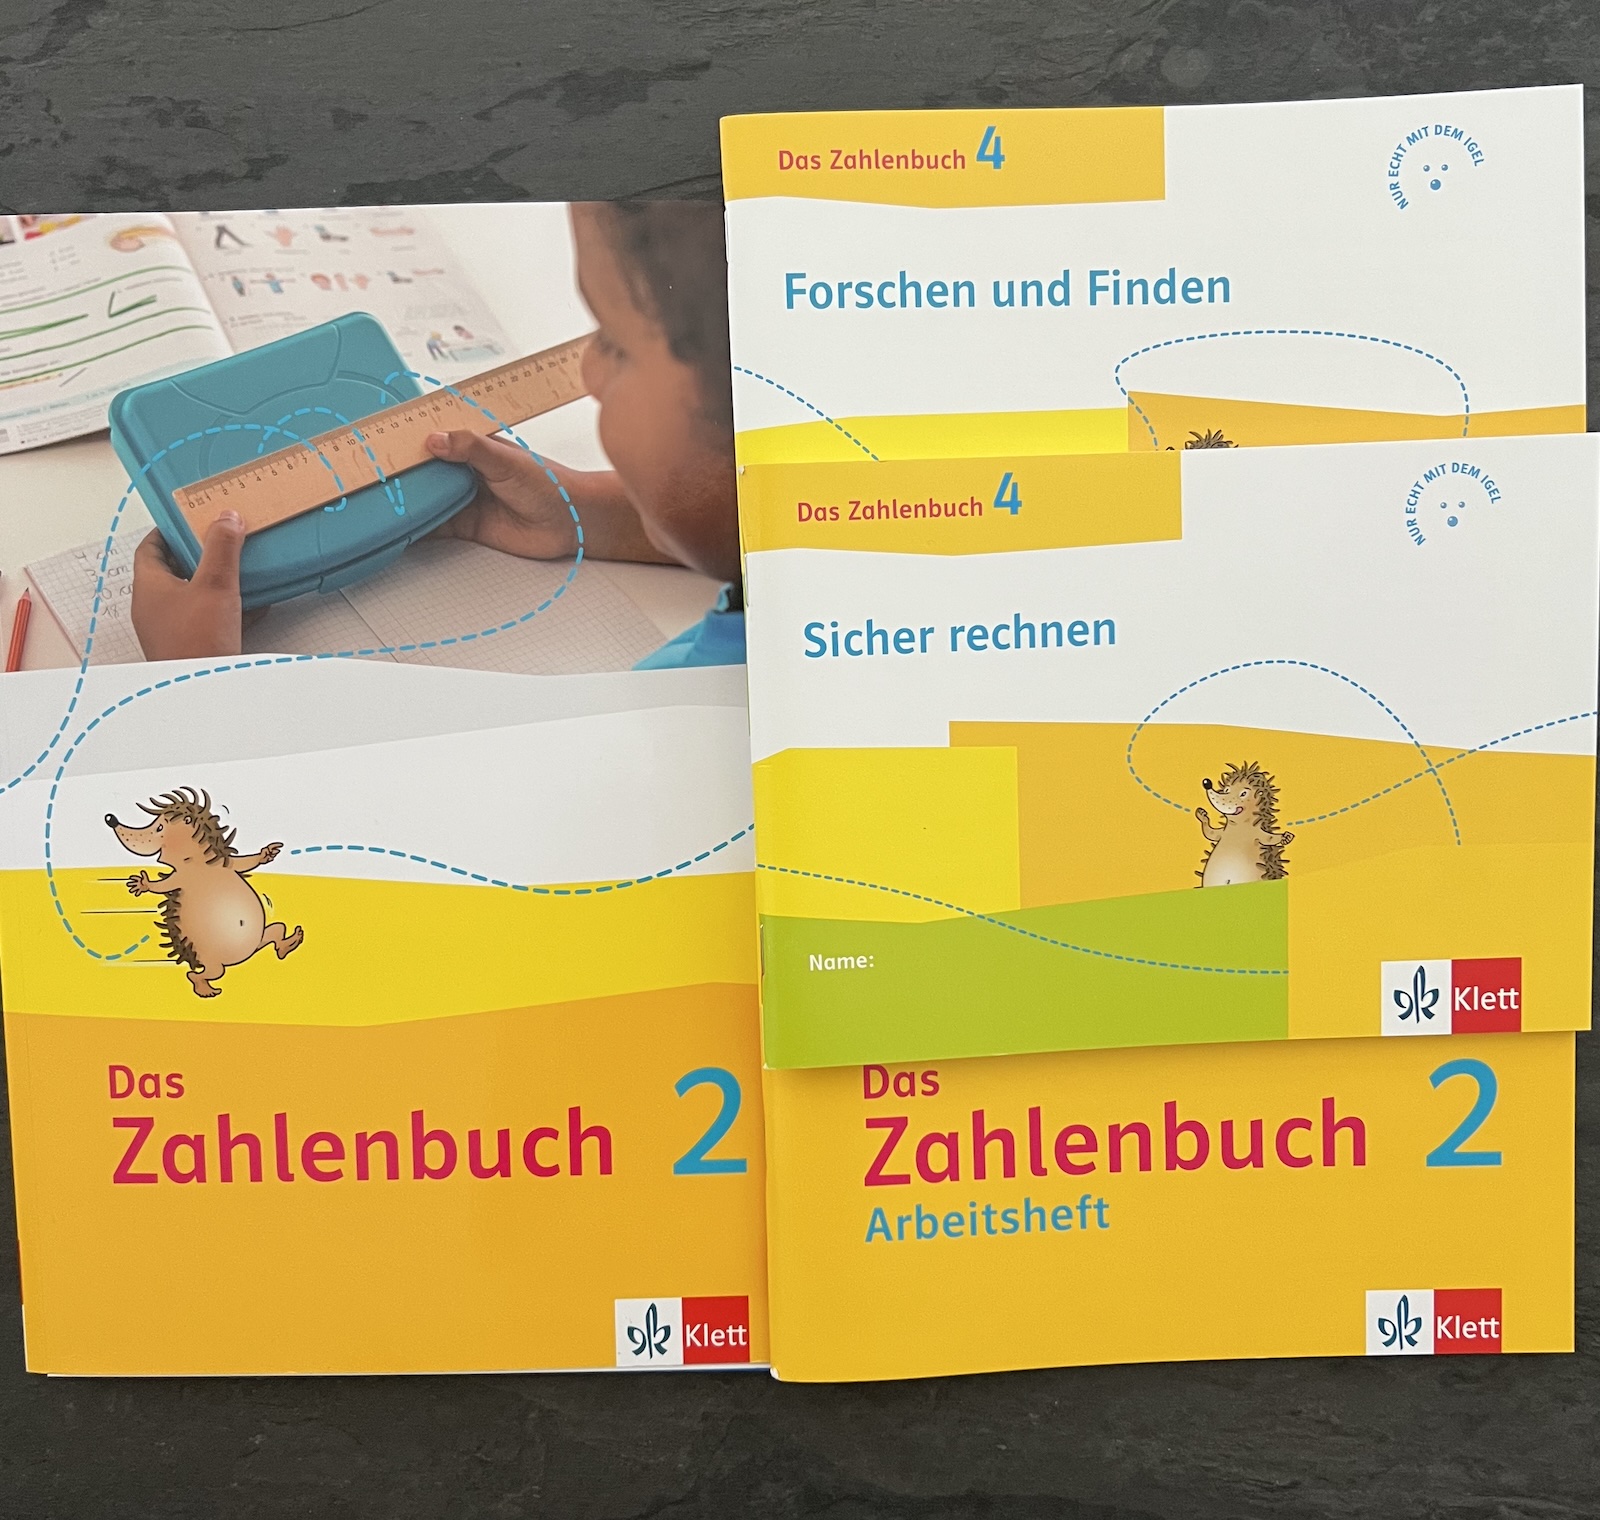 Das Zahlenbuch 4
NUR ECHT MIT DEM IGEL
Forschen und Finden
Das Zahlenbuch 4
NUR ECHT MIT DEM IGEL
Sicher rechnen
Name:
Klett
Das
Zahlenbuch 2
Klett
Das
Zahlenbuch 2
Arbeitsheft
Klett